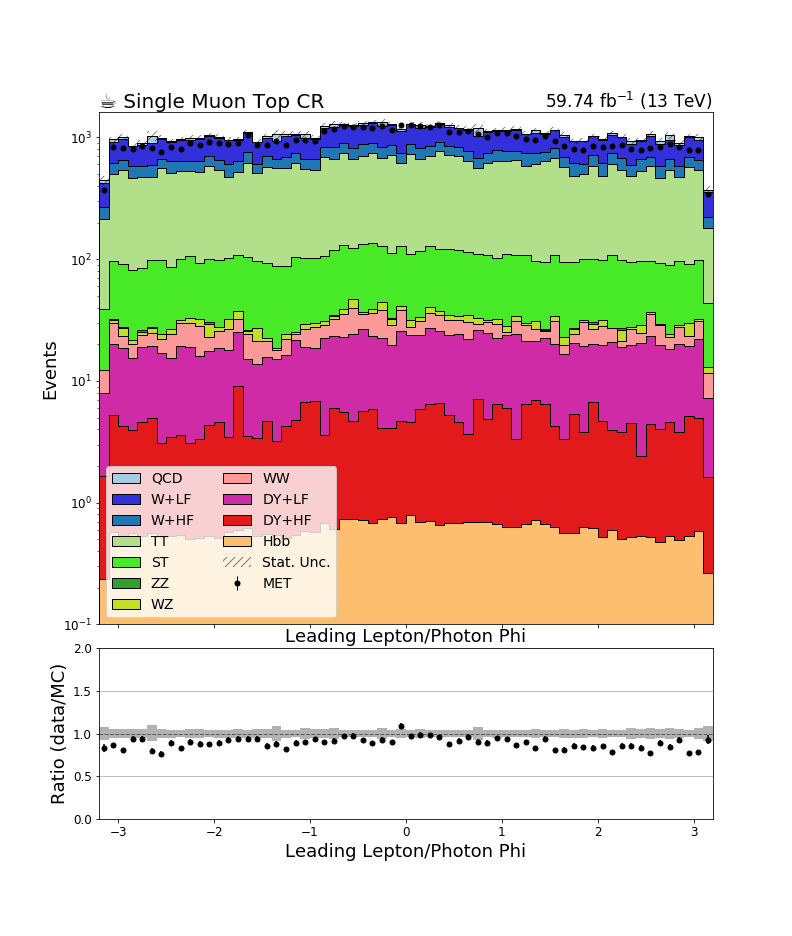 ☕ Single Muon Top CR
59.74 fb⁻¹ (13 TeV)
Events
10³
10²
10¹
10⁰
10⁻¹
QCD
W+LF
W+HF
TT
ST
ZZ
WZ
WW
DY+LF
DY+HF
Hbb
Stat. Unc.
MET
Leading Lepton/Photon Phi
Ratio (data/MC)
2.0
1.5
1.0
0.5
0.0
−3 −2 −1 0 1 2 3
Leading Lepton/Photon Phi